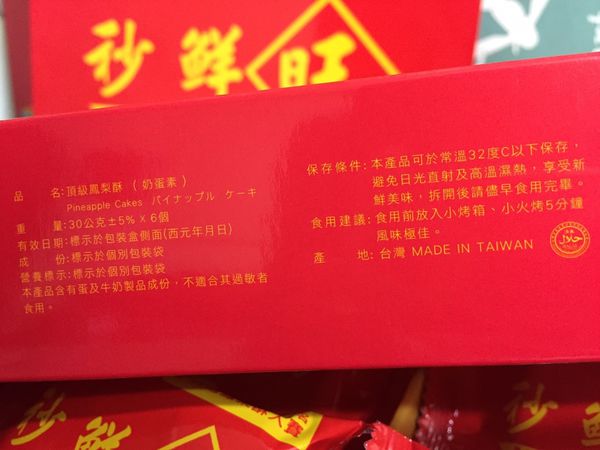 秒鮮旺
品　　名:頂級鳳梨酥 ( 奶蛋素 )
Pineapple Cakes パイナップル ケーキ
重　　量:30公克±5% X 6個
有效日期:標示於包裝盒側面(西元年月日)
成　　份:標示於個別包裝袋
營養標示:標示於個別包裝袋
本產品含有蛋及牛奶製品成份，不適合其過敏者
食用。
保存條件:本產品可於常溫32度C以下保存，
避免日光直射及高溫濕熱，享受新
鮮美味，拆開後請儘早食用完畢。
食用建議:食用前放入小烤箱、小火烤5分鐘
風味極佳。
產　　地:台灣 MADE IN TAIWAN
حلال
秒鮮